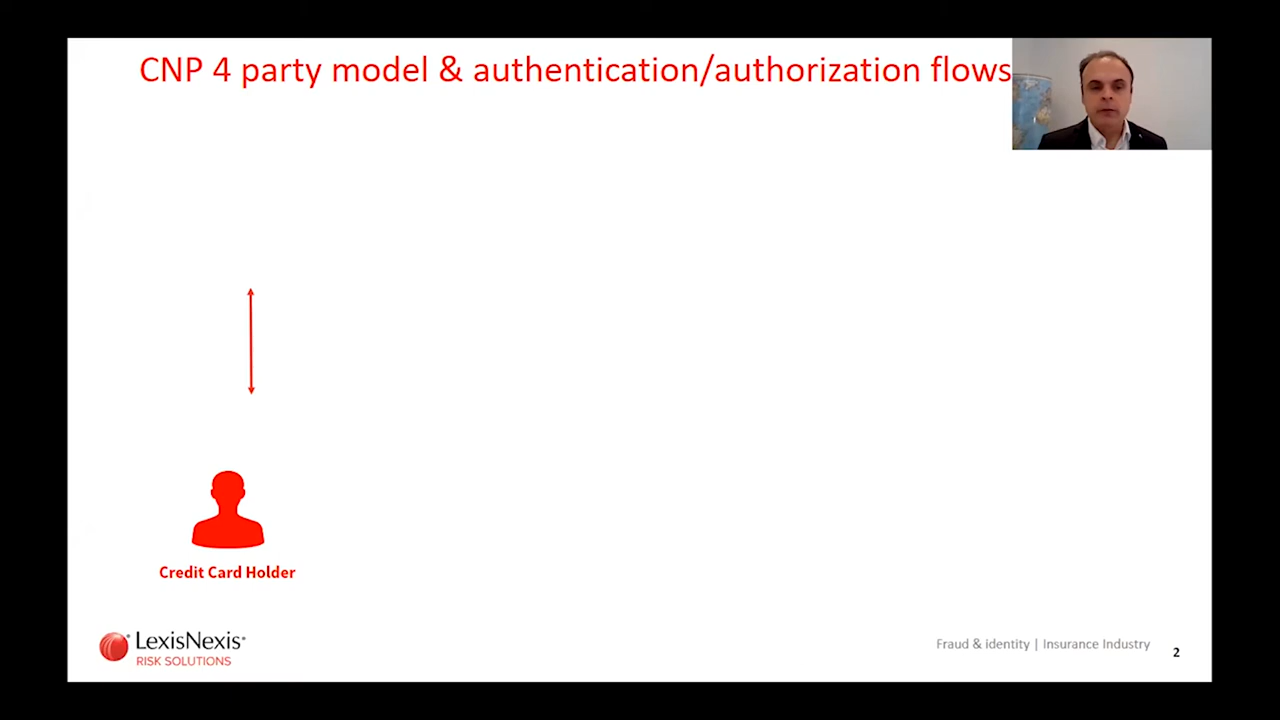 CNP 4 party model & authentication/authorization flows
Credit Card Holder
LexisNexis®
RISK SOLUTIONS
Fraud & identity | Insurance Industry
2